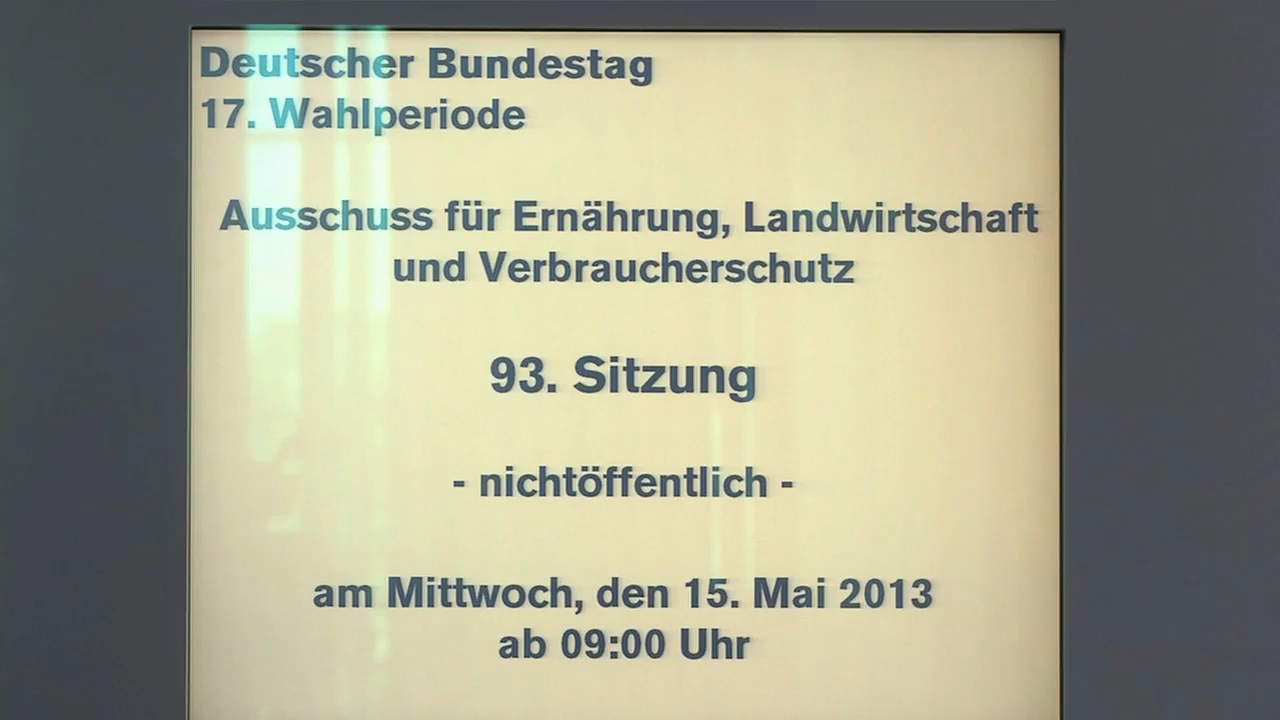 Deutscher Bundestag
17. Wahlperiode
Ausschuss für Ernährung, Landwirtschaft
und Verbraucherschutz
93. Sitzung
- nichtöffentlich -
am Mittwoch, den 15. Mai 2013
ab 09:00 Uhr